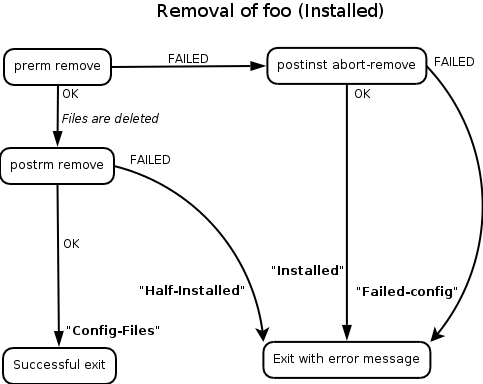 Removal of foo (Installed)
prerm remove
FAILED
postinst abort-remove
FAILED
OK
OK
Files are deleted
postrm remove
FAILED
OK
"Installed"
"Half-Installed"
"Failed-config"
"Config-Files"
Successful exit
Exit with error message